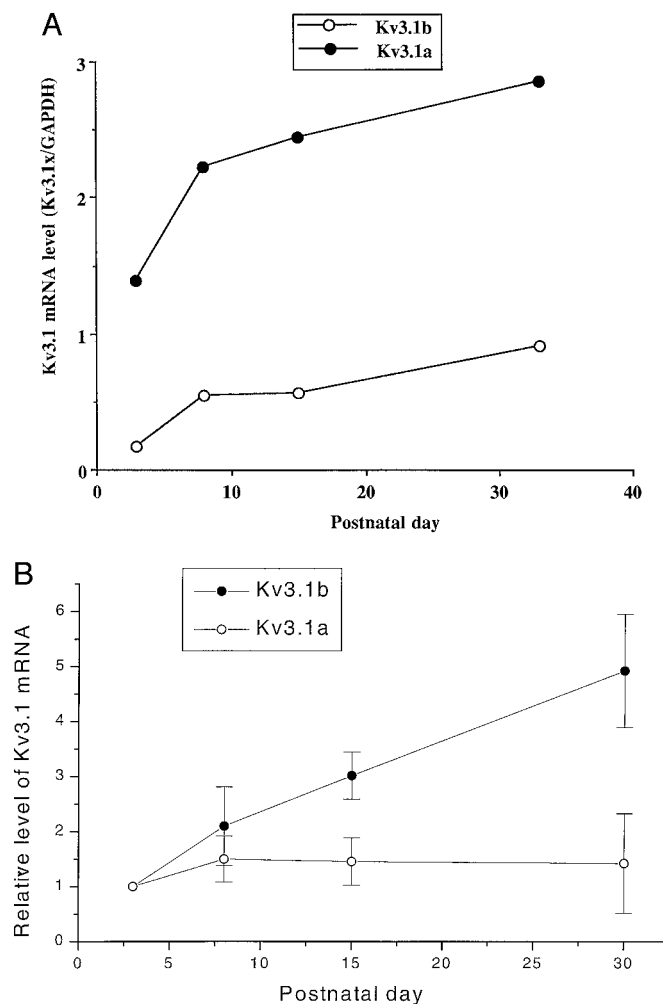 A
Kv3.1b
Kv3.1a
Kv3.1 mRNA level (Kv3.1x/GAPDH)
3
2
1
0
0 10 20 30 40
Postnatal day
B
Kv3.1b
Kv3.1a
Relative level of Kv3.1 mRNA
6
5
4
3
2
1
0
0 5 10 15 20 25 30
Postnatal day